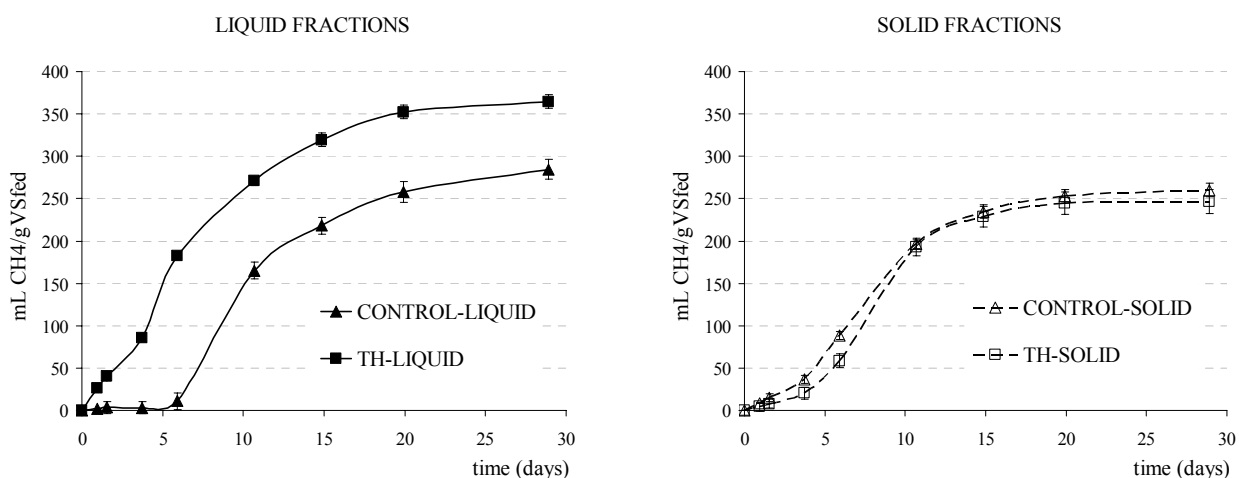 LIQUID FRACTIONS
400
350
300
250
200
150
100
50
0
mL CH4/gVSfed
CONTROL-LIQUID
TH-LIQUID
0 5 10 15 20 25 30
time (days)
SOLID FRACTIONS
400
350
300
250
200
150
100
50
0
mL CH4/gVSfed
CONTROL-SOLID
TH-SOLID
0 5 10 15 20 25 30
time (days)